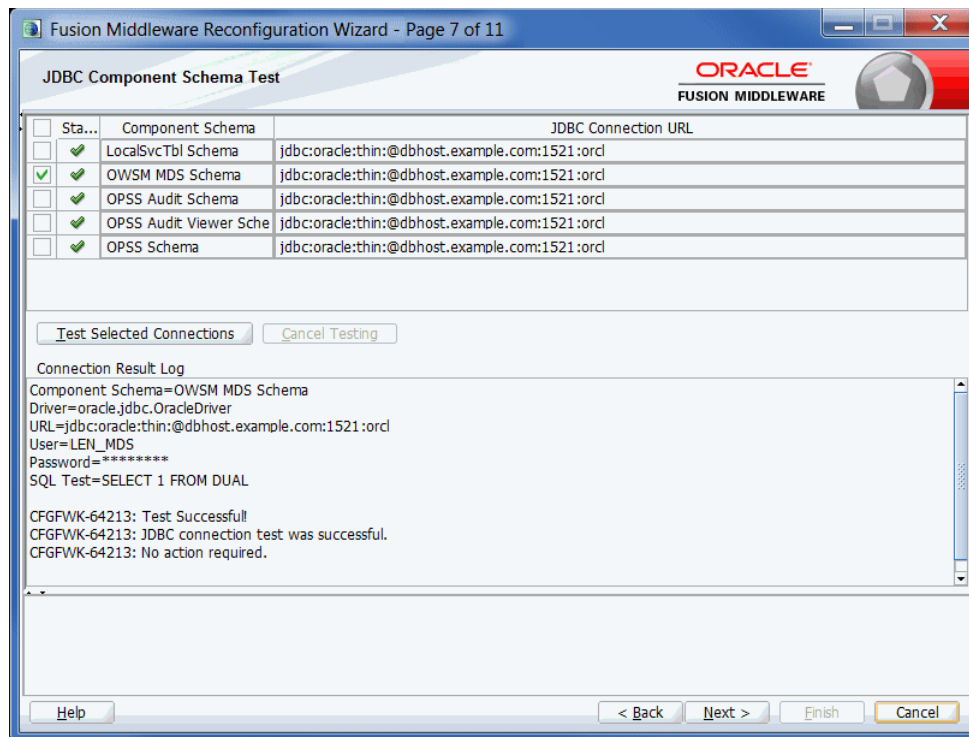 Fusion Middleware Reconfiguration Wizard - Page 7 of 11
JDBC Component Schema Test
ORACLE
FUSION MIDDLEWARE
Sta... Component Schema JDBC Connection URL
LocalSvcTbl Schema jdbc:oracle:thin:@dbhost.example.com:1521:orcl
OWSM MDS Schema jdbc:oracle:thin:@dbhost.example.com:1521:orcl
OPSS Audit Schema jdbc:oracle:thin:@dbhost.example.com:1521:orcl
OPSS Audit Viewer Sche jdbc:oracle:thin:@dbhost.example.com:1521:orcl
OPSS Schema jdbc:oracle:thin:@dbhost.example.com:1521:orcl
Test Selected Connections Cancel Testing
Connection Result Log
Component Schema=OWSM MDS Schema
Driver=oracle.jdbc.OracleDriver
URL=jdbc:oracle:thin:@dbhost.example.com:1521:orcl
User=LEN_MDS
Password=********
SQL Test=SELECT 1 FROM DUAL
CFGFWK-64213: Test Successful!
CFGFWK-64213: JDBC connection test was successful.
CFGFWK-64213: No action required.
Help < Back Next > Finish Cancel